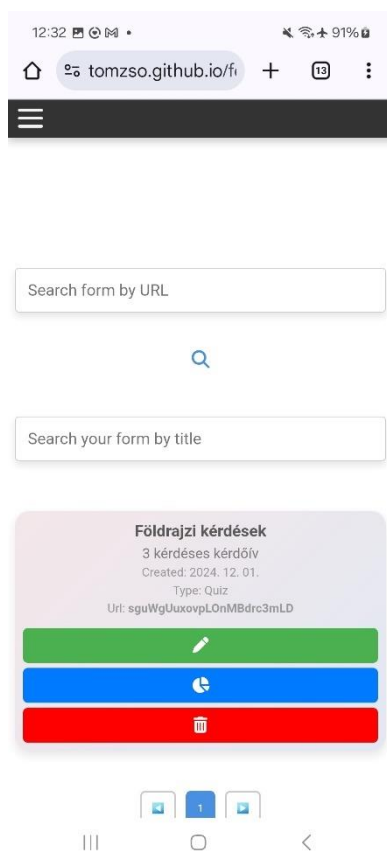 12:32
91%
tomzso.github.io/f
13
Search form by URL
Search your form by title
Földrajzi kérdések
3 kérdéses kérdőív
Created: 2024. 12. 01.
Type: Quiz
Url: sguWgUuxovpLOnMBdrc3mLD
1